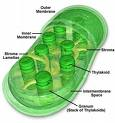 Outer
Membrane
Inner
Membrane
Stroma
Lamellae
Stroma
Thylakoid
Intermembrane
Space
Granum
(Stack of Thylakoids)